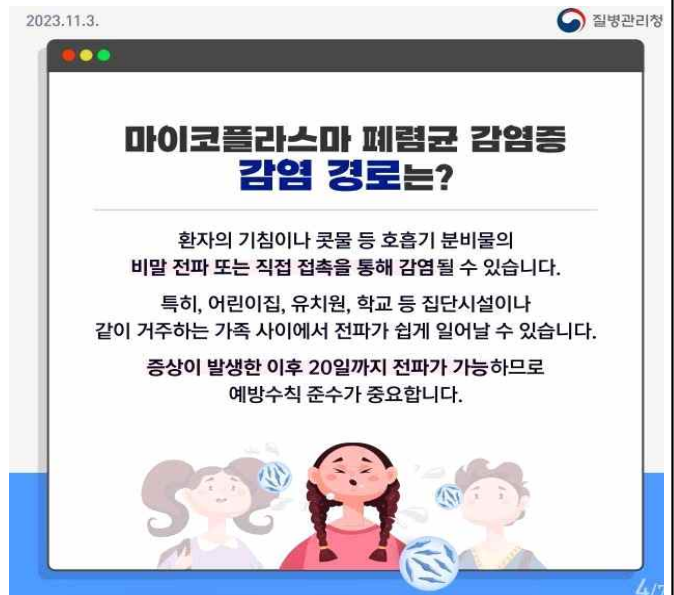 2023.11.3.
질병관리청
마이코플라스마 폐렴균 감염증
감염 경로는?
환자의 기침이나 콧물 등 호흡기 분비물의
비말 전파 또는 직접 접촉을 통해 감염될 수 있습니다.
특히, 어린이집, 유치원, 학교 등 집단시설이나
같이 거주하는 가족 사이에서 전파가 쉽게 일어날 수 있습니다.
증상이 발생한 이후 20일까지 전파가 가능하므로
예방수칙 준수가 중요합니다.
4/7